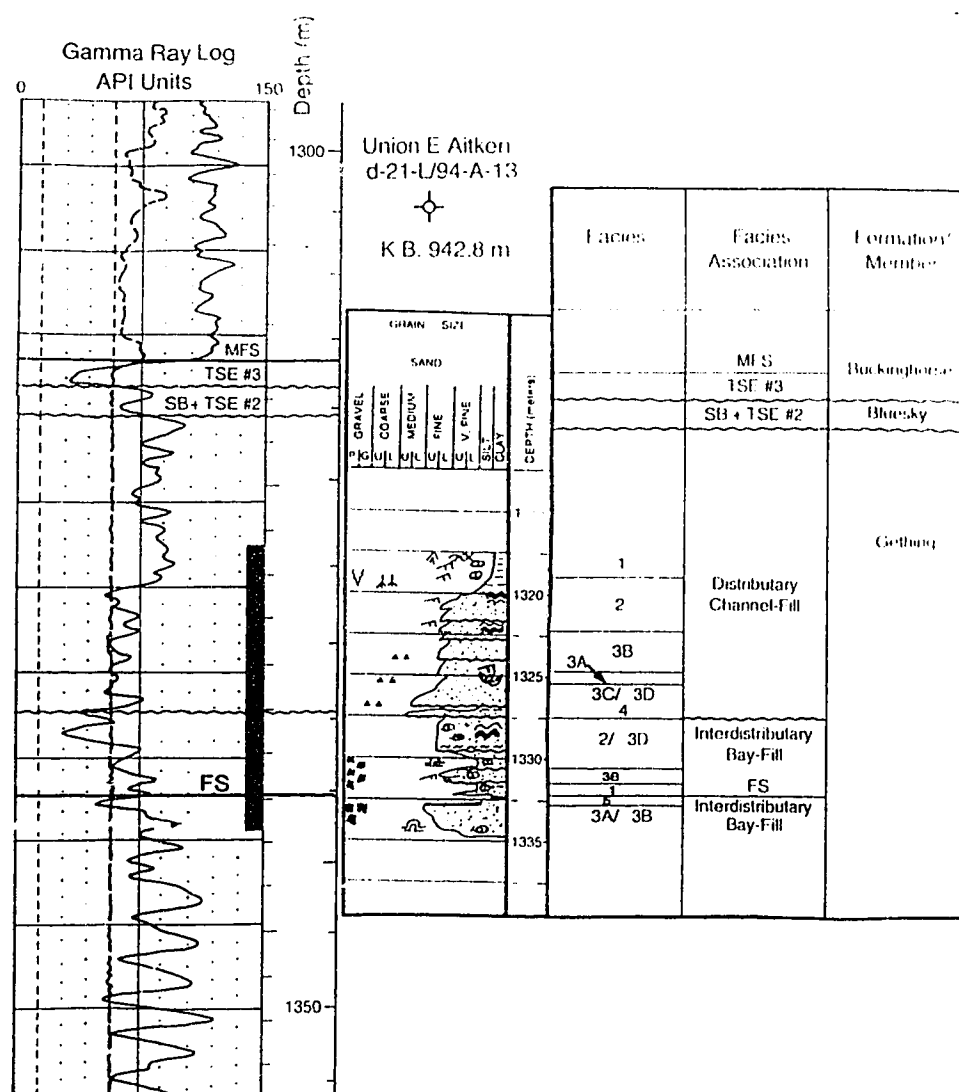 Gamma Ray Log
API Units
0
150
Depth (m)
1300
Union E Aitken
d-21-L/94-A-13
K B. 942.8 m
MFS
TSE #3
SB+ TSE #2
FS
1350
GRAIN SIZE
SAND
GRAVEL
COARSE
MEDIUM
FINE
V. FINE
SILT
CLAY
P G U L U L U L U L
DEPTH (meters)
1
V
1320
1325
1330
1335
Facies
Facies
Association
Formation/
Member
MFS
TSE #3
Buckinghorse
SB + TSE #2
Bluesky
Gething
1
2
Distributary
Channel-Fill
3B
3A
3C/ 3D
4
2/ 3D
Interdistributary
Bay-Fill
3B
1
FS
5
3A/ 3B
Interdistributary
Bay-Fill